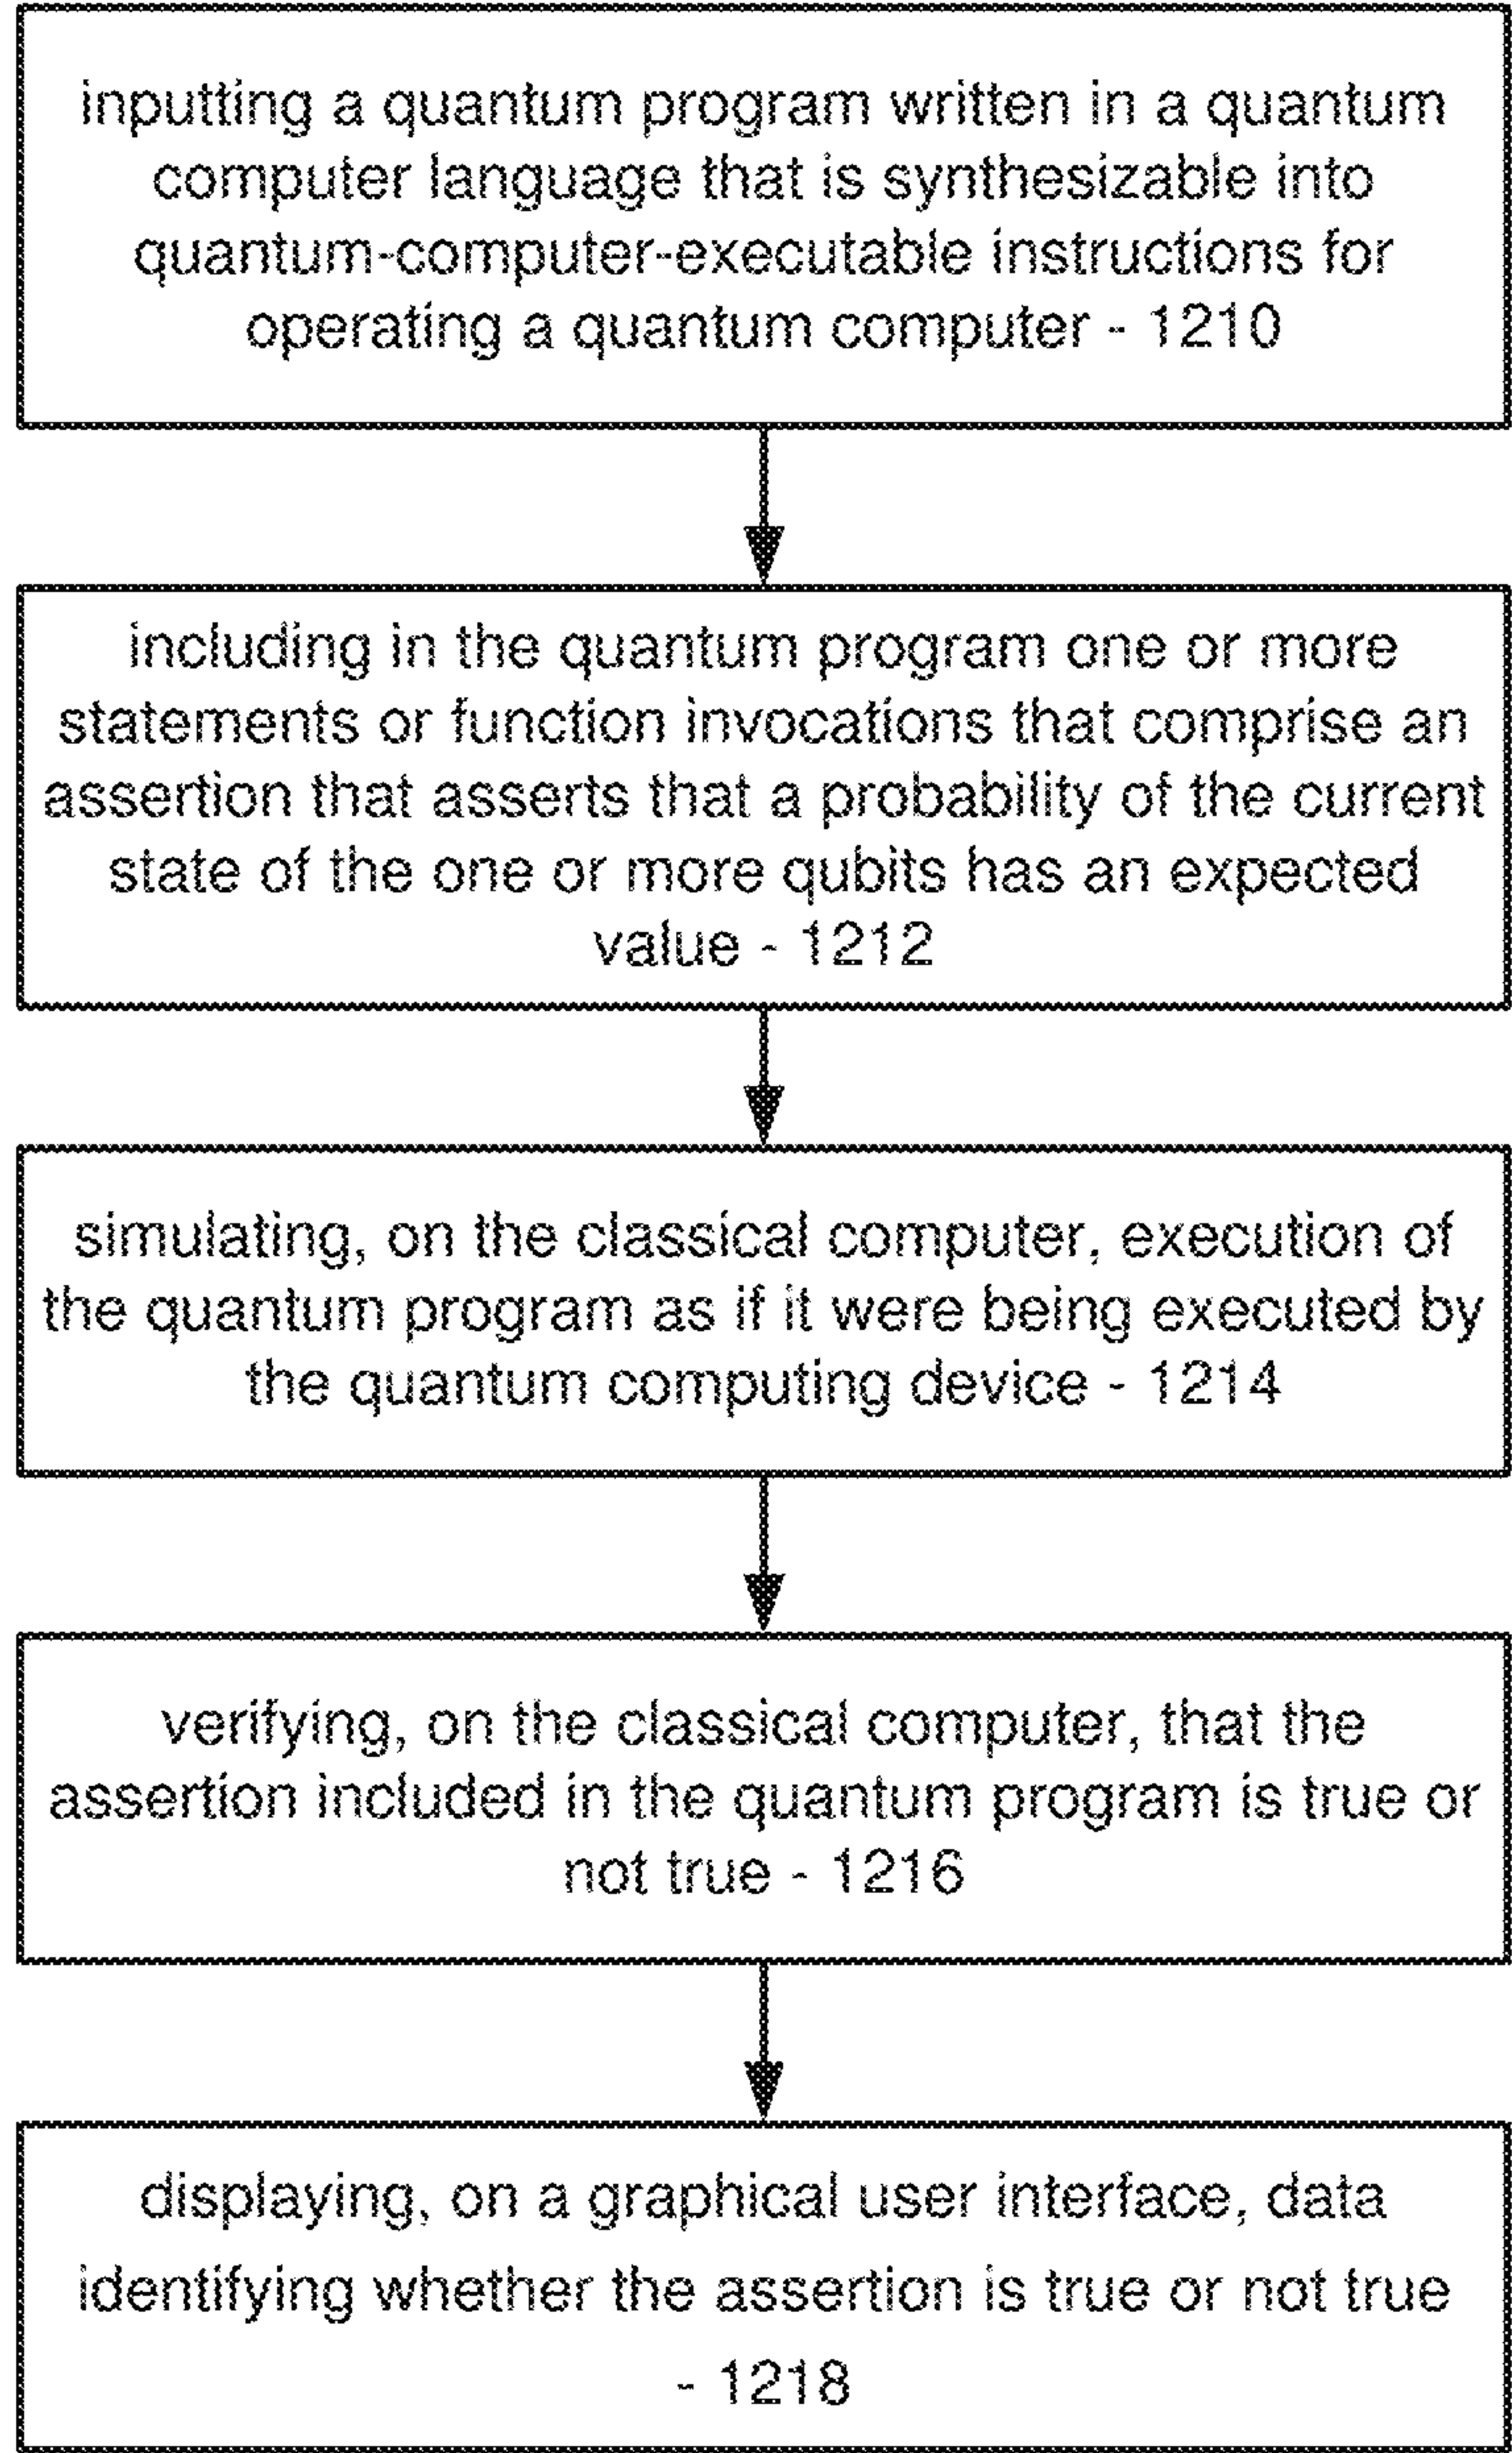 inputting a quantum program written in a quantum
computer language that is synthesizable into
quantum-computer-executable instructions for
operating a quantum computer - 1210
including in the quantum program one or more
statements or function invocations that comprise an
assertion that asserts that a probability of the current
state of the one or more qubits has an expected
value - 1212
simulating, on the classical computer, execution of
the quantum program as if it were being executed by
the quantum computing device - 1214
verifying, on the classical computer, that the
assertion included in the quantum program is true or
not true - 1216
displaying, on a graphical user interface, data
identifying whether the assertion is true or not true
- 1218